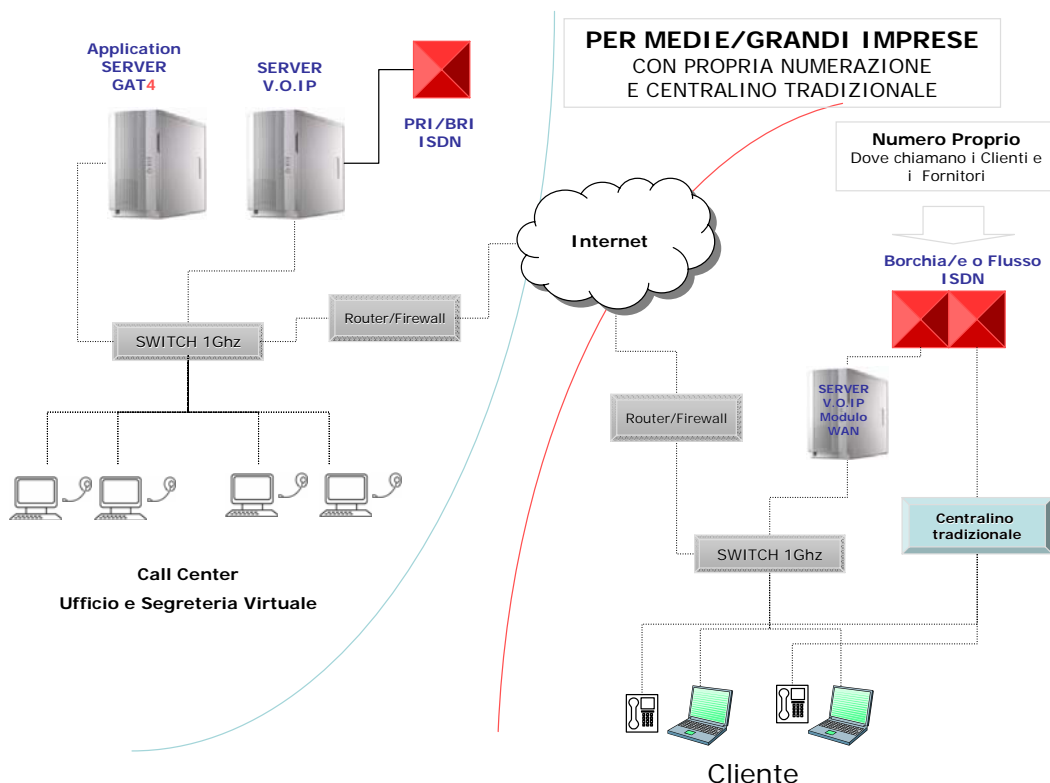 Application
SERVER
GAT4
SERVER
V.O.IP
PRI/BRI
ISDN
PER MEDIE/GRANDI IMPRESE
CON PROPRIA NUMERAZIONE
E CENTRALINO TRADIZIONALE
Numero Proprio
Dove chiamano i Clienti e
i Fornitori
Internet
Borchia/e o Flusso
ISDN
Router/Firewall
SWITCH 1Ghz
SERVER
V.O.IP
Modulo
WAN
Router/Firewall
Centralino
tradizionale
SWITCH 1Ghz
Call Center
Ufficio e Segreteria Virtuale
Cliente